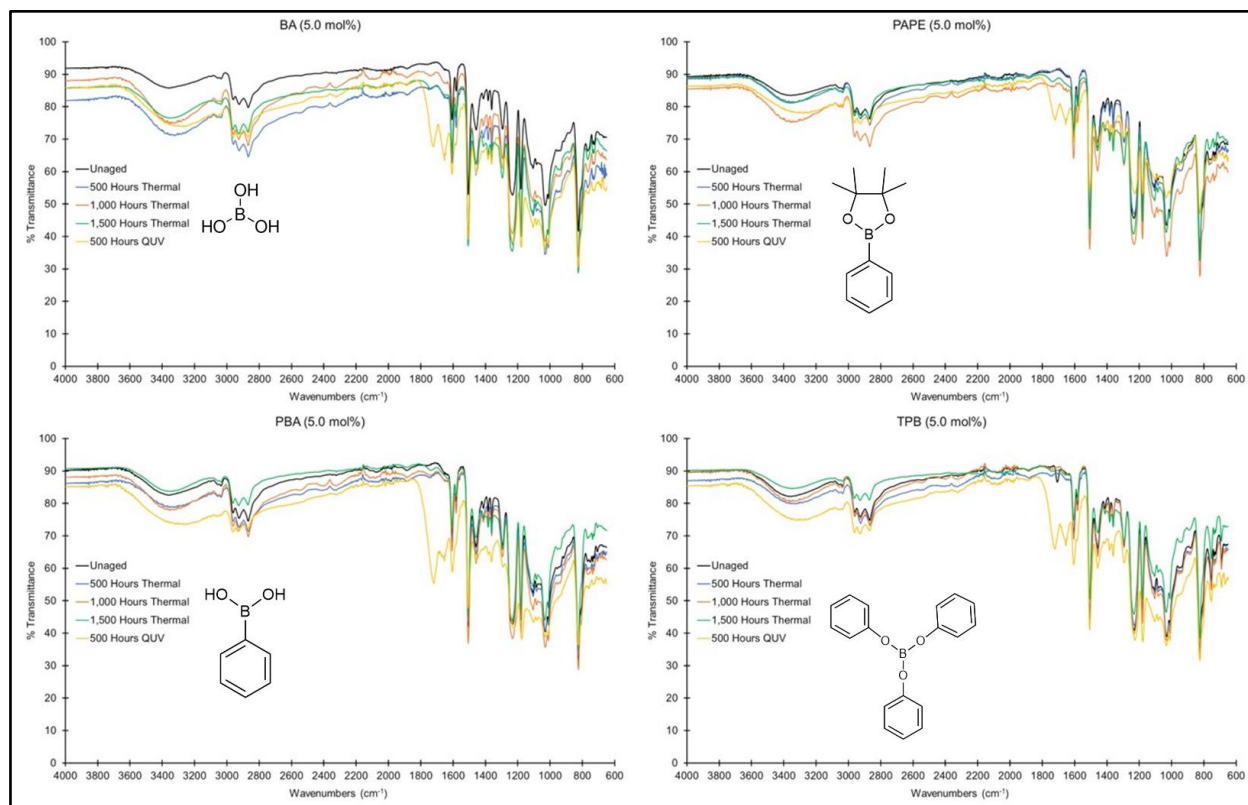 BA (5.0 mol%)
100
90
80
70
60
50
40
30
20
10
0
% Transmittance
Unaged
500 Hours Thermal
1,000 Hours Thermal
1,500 Hours Thermal
500 Hours QUV
OH
B
HO OH
4000 3800 3600 3400 3200 3000 2800 2600 2400 2200 2000 1800 1600 1400 1200 1000 800 600
Wavenumbers (cm⁻¹)
PAPE (5.0 mol%)
100
90
80
70
60
50
40
30
20
10
0
% Transmittance
Unaged
500 Hours Thermal
1,000 Hours Thermal
1,500 Hours Thermal
500 Hours QUV
O O
B
4000 3800 3600 3400 3200 3000 2800 2600 2400 2200 2000 1800 1600 1400 1200 1000 800 600
Wavenumbers (cm⁻¹)
PBA (5.0 mol%)
100
90
80
70
60
50
40
30
20
10
0
% Transmittance
Unaged
500 Hours Thermal
1,000 Hours Thermal
1,500 Hours Thermal
500 Hours QUV
HO OH
B
4000 3800 3600 3400 3200 3000 2800 2600 2400 2200 2000 1800 1600 1400 1200 1000 800 600
Wavenumbers (cm⁻¹)
TPB (5.0 mol%)
100
90
80
70
60
50
40
30
20
10
0
% Transmittance
Unaged
500 Hours Thermal
1,000 Hours Thermal
1,500 Hours Thermal
500 Hours QUV
O O
B
O
4000 3800 3600 3400 3200 3000 2800 2600 2400 2200 2000 1800 1600 1400 1200 1000 800 600
Wavenumbers (cm⁻¹)